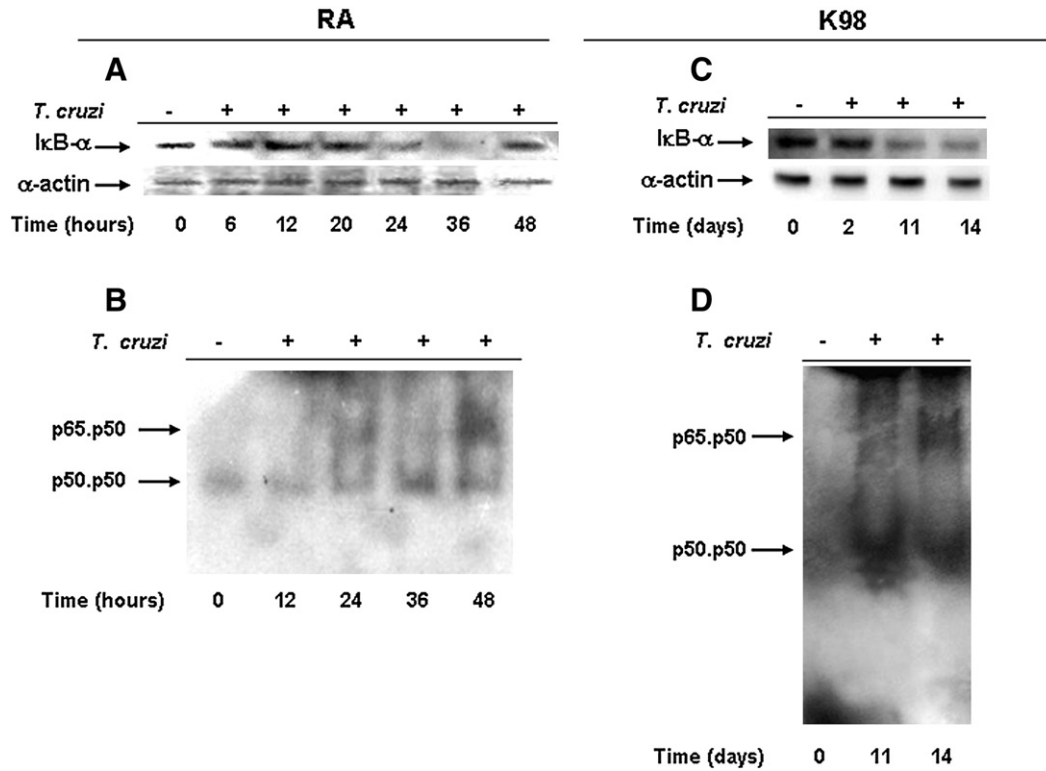 RA
A
T. cruzi - + + + + + +
IκB-α
α-actin
Time (hours) 0 6 12 20 24 36 48
B
T. cruzi - + + + +
p65.p50
p50.p50
Time (hours) 0 12 24 36 48
K98
C
T. cruzi - + + +
IκB-α
α-actin
Time (days) 0 2 11 14
D
T. cruzi - + +
p65.p50
p50.p50
Time (days) 0 11 14